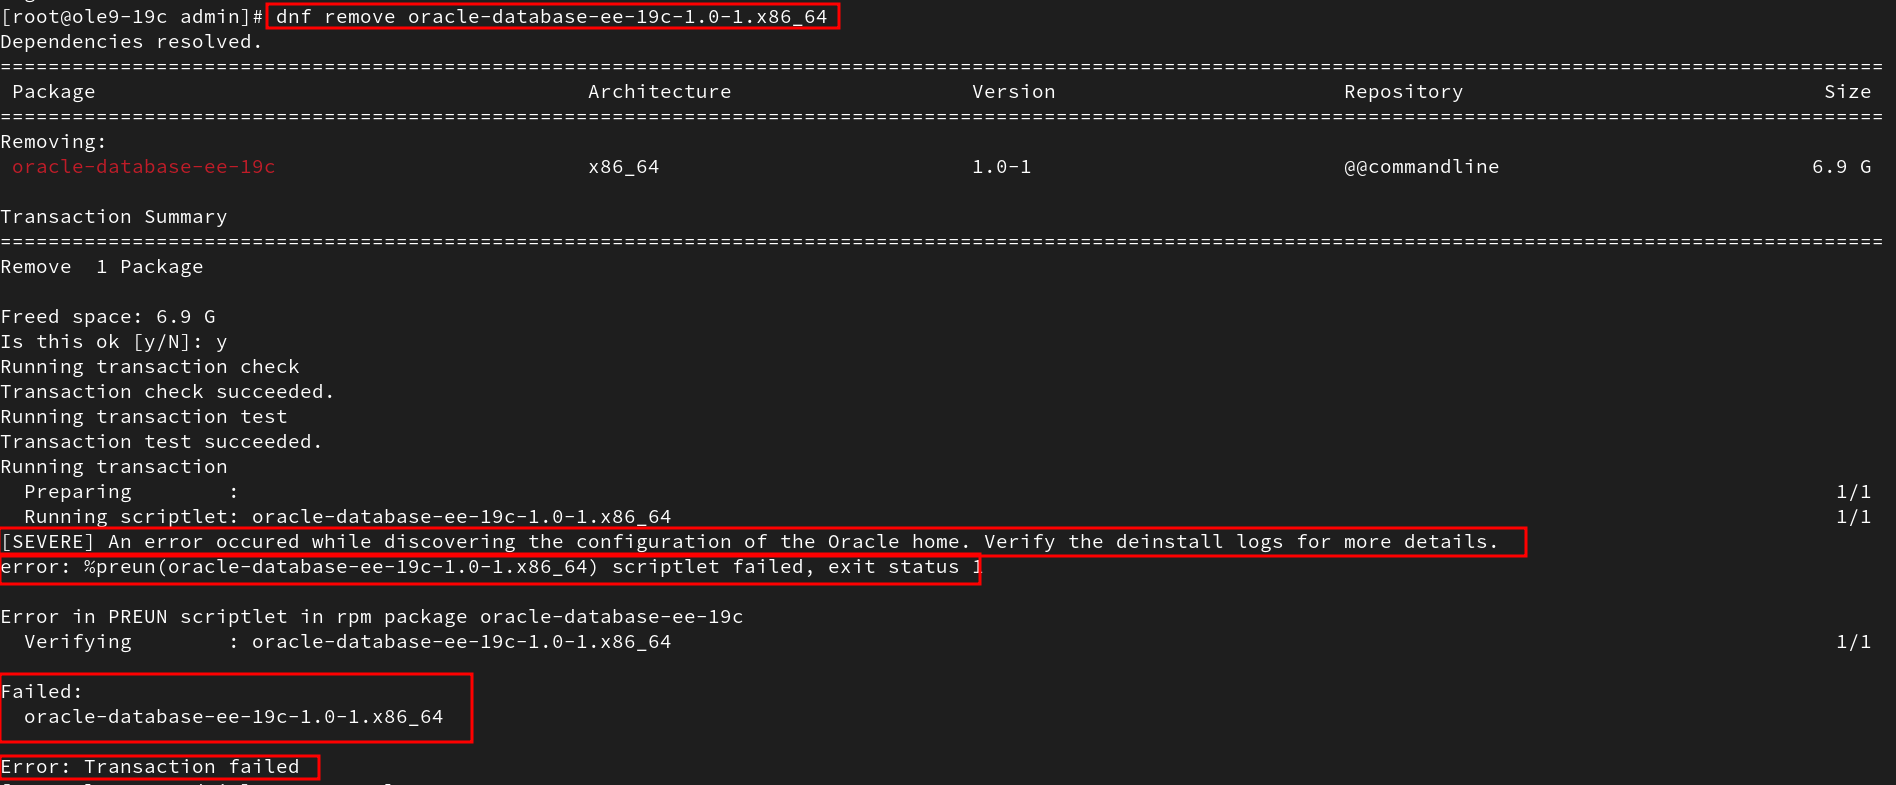 [root@ole9-19c admin]# dnf remove oracle-database-ee-19c-1.0-1.x86_64
Dependencies resolved.
=============================================================================================================================================================
Package Architecture Version Repository Size
=============================================================================================================================================================
Removing:
oracle-database-ee-19c x86_64 1.0-1 @@commandline 6.9 G
Transaction Summary
=============================================================================================================================================================
Remove  1 Package
Freed space: 6.9 G
Is this ok [y/N]: y
Running transaction check
Transaction check succeeded.
Running transaction test
Transaction test succeeded.
Running transaction
Preparing : 1/1
Running scriptlet: oracle-database-ee-19c-1.0-1.x86_64 1/1
[SEVERE] An error occured while discovering the configuration of the Oracle home. Verify the deinstall logs for more details.
error: %preun(oracle-database-ee-19c-1.0-1.x86_64) scriptlet failed, exit status 1
Error in PREUN scriptlet in rpm package oracle-database-ee-19c
Verifying : oracle-database-ee-19c-1.0-1.x86_64 1/1
Failed:
oracle-database-ee-19c-1.0-1.x86_64
Error: Transaction failed